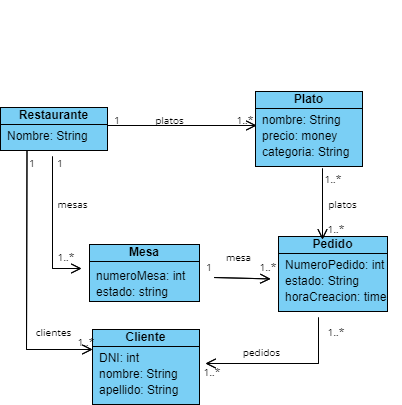 Plato
nombre: String
precio: money
categoria: String
Restaurante
Nombre: String
1
platos
1..*
1
1
mesas
1..*
1..*
platos
1..*
Mesa
numeroMesa: int
estado: string
1
mesa
1..*
Pedido
NumeroPedido: int
estado: String
horaCreacion: time
clientes
1..*
Cliente
DNI: int
nombre: String
apellido: String
1..*
pedidos
1..*